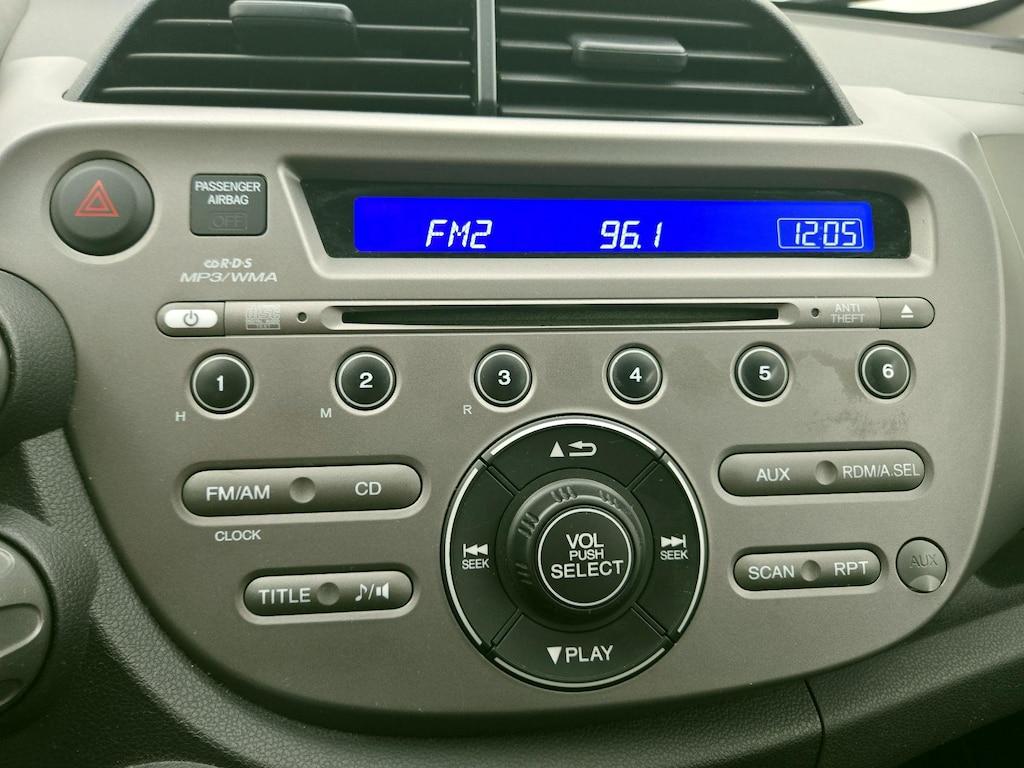 PASSENGER
AIRBAG
OFF
FM2 96.1 12:05
R·D·S
MP3/WMA
ANTI
THEFT
1 2 3 4 5 6
H M R
FM/AM CD
AUX RDM/A.SEL
CLOCK
SEEK
VOL
PUSH
SELECT
SEEK
SCAN RPT
AUX
TITLE
PLAY